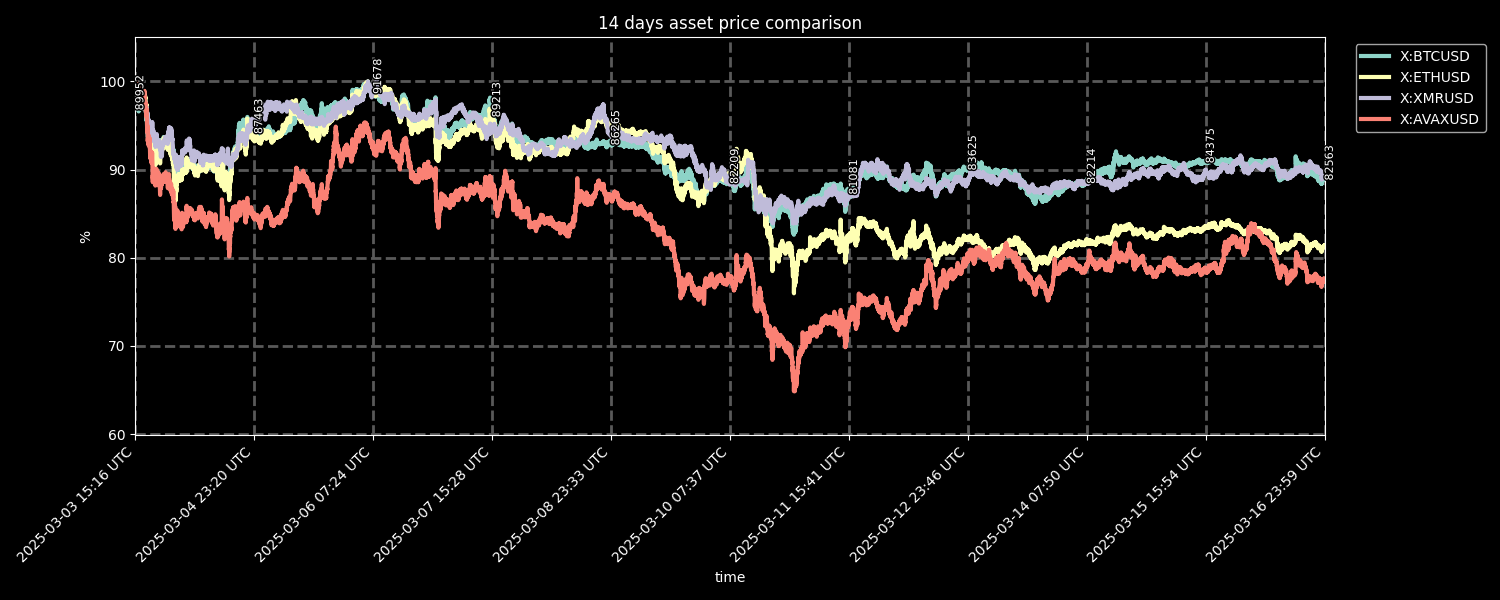 14 days asset price comparison
X:BTCUSD
X:ETHUSD
X:XMRUSD
X:AVAXUSD
100
90
80
70
60
%
89952
87463
91678
89213
86265
82209
81081
83625
82214
84375
82563
2025-03-03 15:16 UTC
2025-03-04 23:20 UTC
2025-03-06 07:24 UTC
2025-03-07 15:28 UTC
2025-03-08 23:33 UTC
2025-03-10 07:37 UTC
2025-03-11 15:41 UTC
2025-03-12 23:46 UTC
2025-03-14 07:50 UTC
2025-03-15 15:54 UTC
2025-03-16 23:59 UTC
time